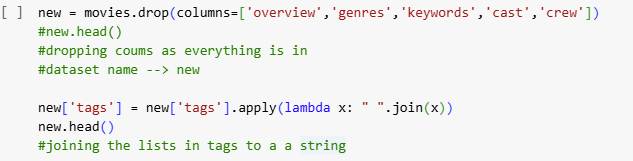 [ ] new = movies.drop(columns=['overview','genres','keywords','cast','crew'])
#new.head()
#dropping coums as everything is in
#dataset name --> new
new['tags'] = new['tags'].apply(lambda x: " ".join(x))
new.head()
#joining the lists in tags to a a string